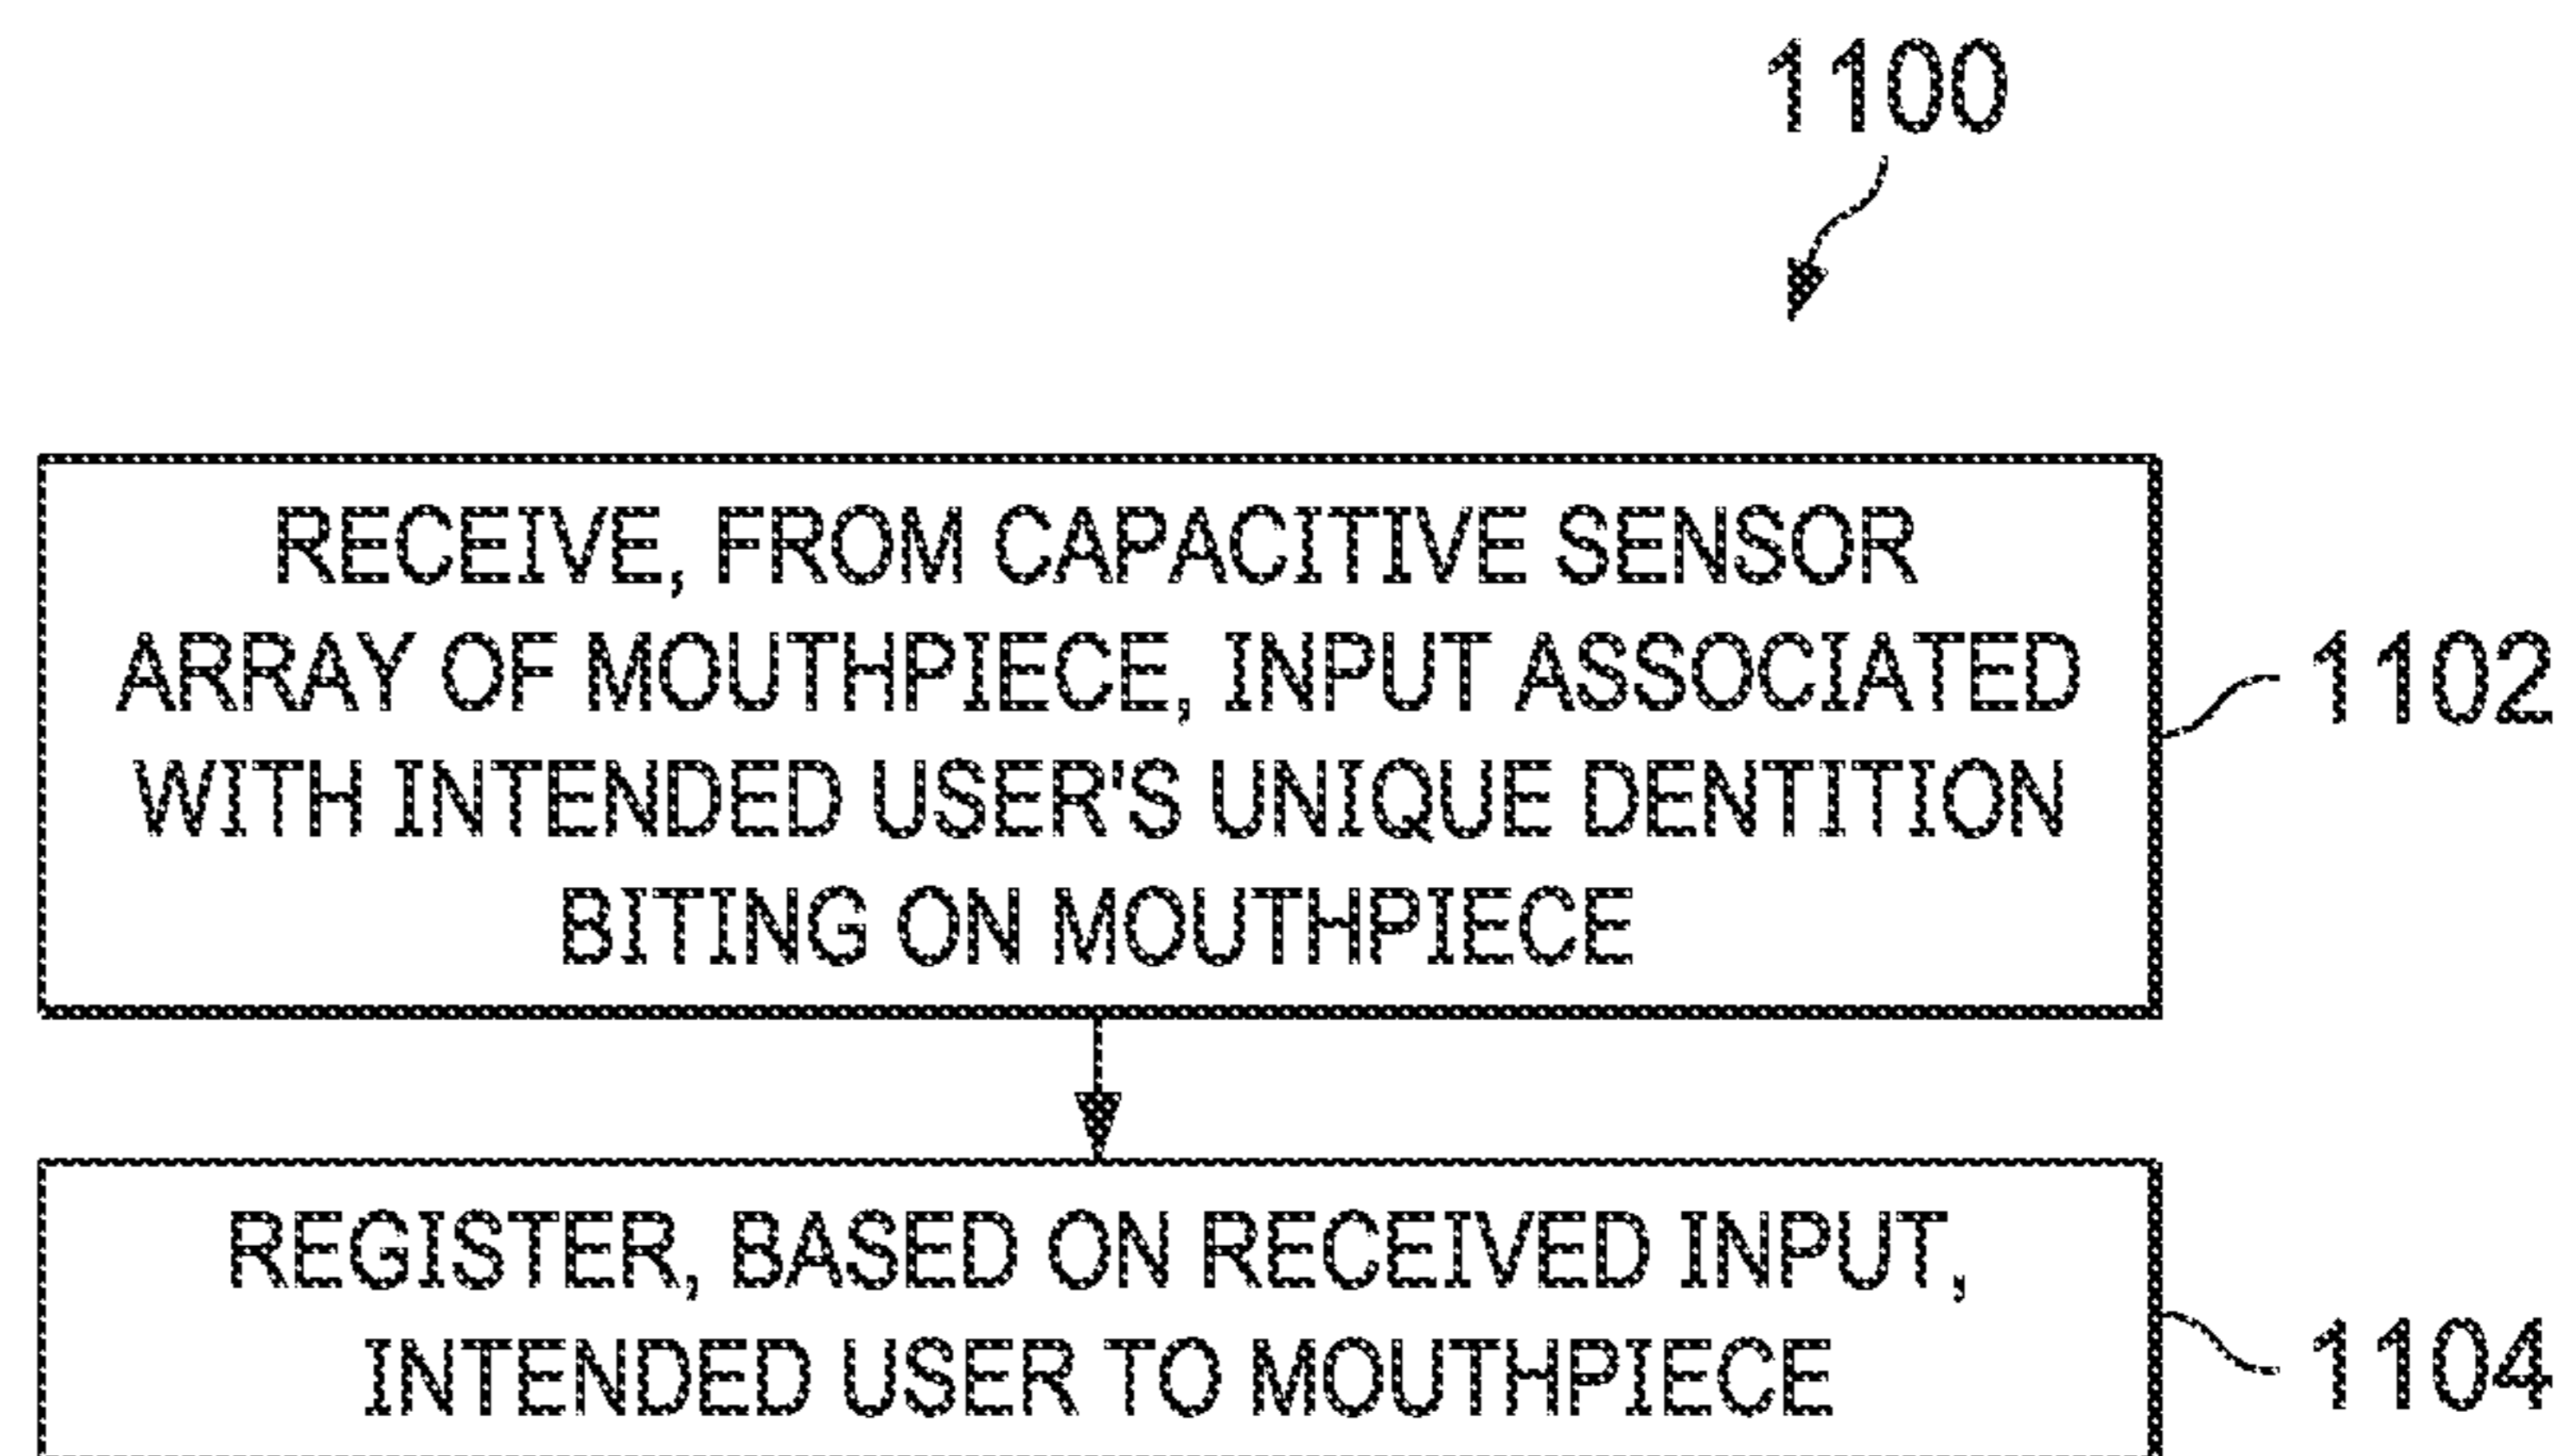 1100
RECEIVE, FROM CAPACITIVE SENSOR
ARRAY OF MOUTHPIECE, INPUT ASSOCIATED
WITH INTENDED USER'S UNIQUE DENTITION
BITING ON MOUTHPIECE
1102
REGISTER, BASED ON RECEIVED INPUT,
INTENDED USER TO MOUTHPIECE
1104